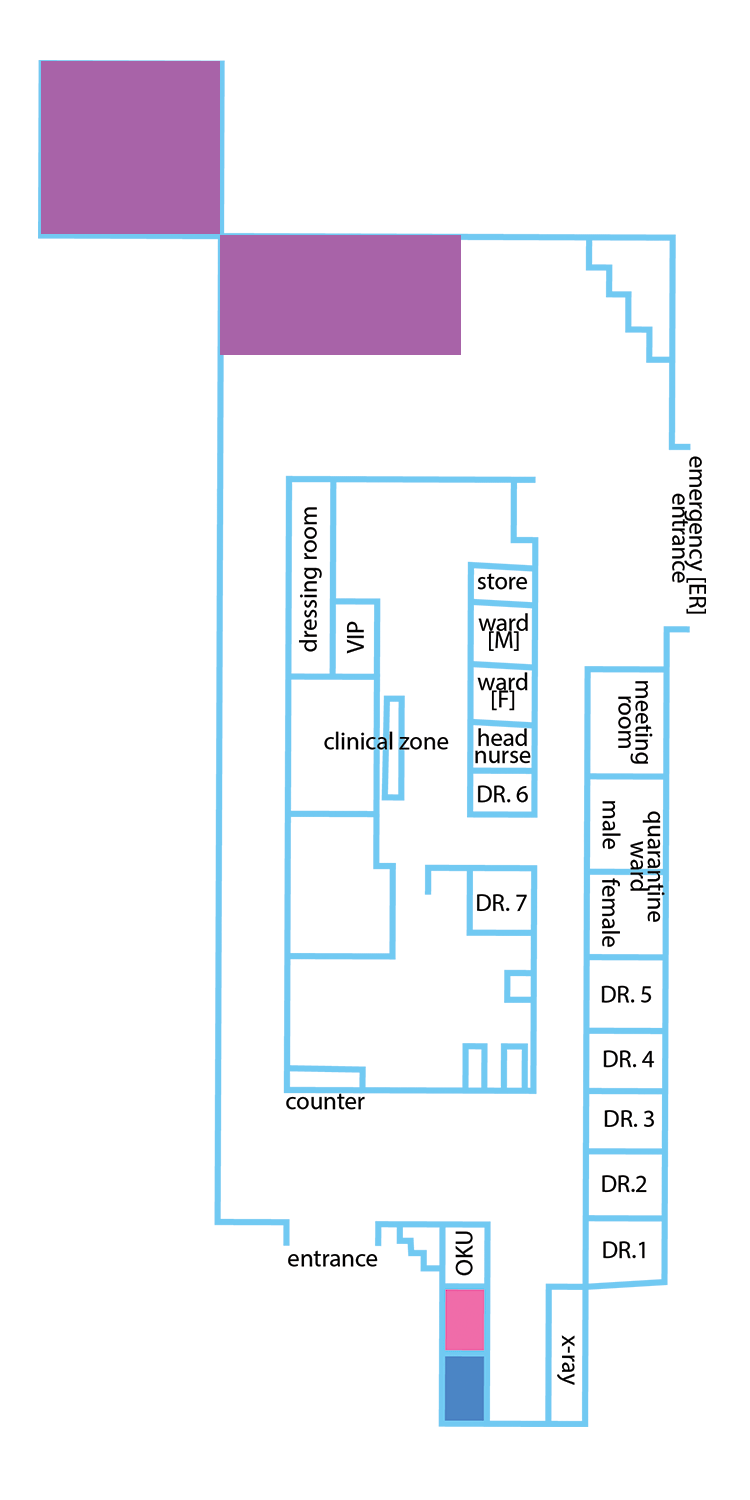 emergency [ER]
entrance
dressing room
store
ward
[M]
VIP
ward
[F]
meeting
room
clinical zone
head
nurse
DR. 6
quarantine
ward
male
female
DR. 7
DR. 5
DR. 4
counter
DR. 3
DR.2
entrance
OKU
DR.1
x-ray